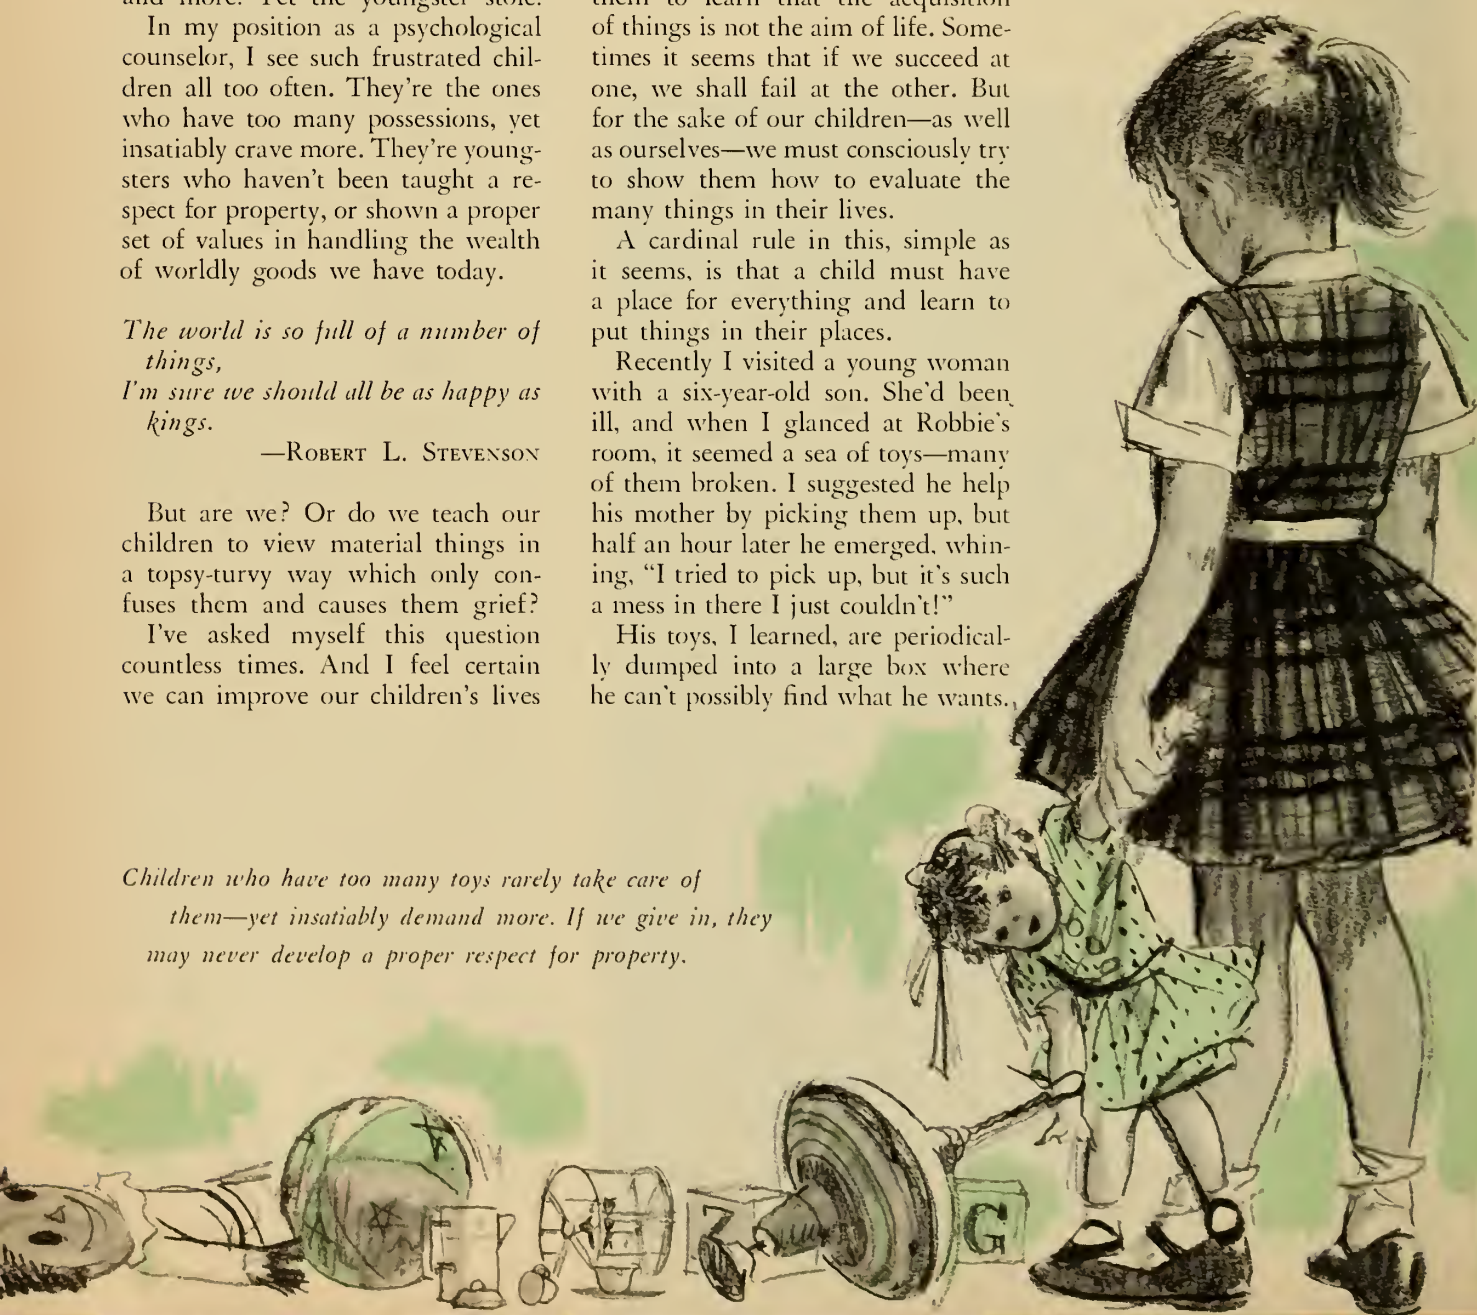 and more. Yet the youngster stole.
In my position as a psychological
counselor, I see such frustrated chil-
dren all too often. They're the ones
who have too many possessions, yet
insatiably crave more. They're young-
sters who haven't been taught a re-
spect for property, or shown a proper
set of values in handling the wealth
of worldly goods we have today.
The world is so full of a number of
things,
I'm sure we should all be as happy as
kings.
—ROBERT L. STEVENSON
But are we? Or do we teach our
children to view material things in
a topsy-turvy way which only con-
fuses them and causes them grief?
I've asked myself this question
countless times. And I feel certain
we can improve our children's lives
them to learn that the acquisition
of things is not the aim of life. Some-
times it seems that if we succeed at
one, we shall fail at the other. But
for the sake of our children—as well
as ourselves—we must consciously try
to show them how to evaluate the
many things in their lives.
A cardinal rule in this, simple as
it seems, is that a child must have
a place for everything and learn to
put things in their places.
Recently I visited a young woman
with a six-year-old son. She'd been
ill, and when I glanced at Robbie's
room, it seemed a sea of toys—many
of them broken. I suggested he help
his mother by picking them up, but
half an hour later he emerged, whin-
ing, "I tried to pick up, but it's such
a mess in there I just couldn't!"
His toys, I learned, are periodical-
ly dumped into a large box where
he can't possibly find what he wants.
Children who have too many toys rarely take care of
them—yet insatiably demand more. If we give in, they
may never develop a proper respect for property.
G